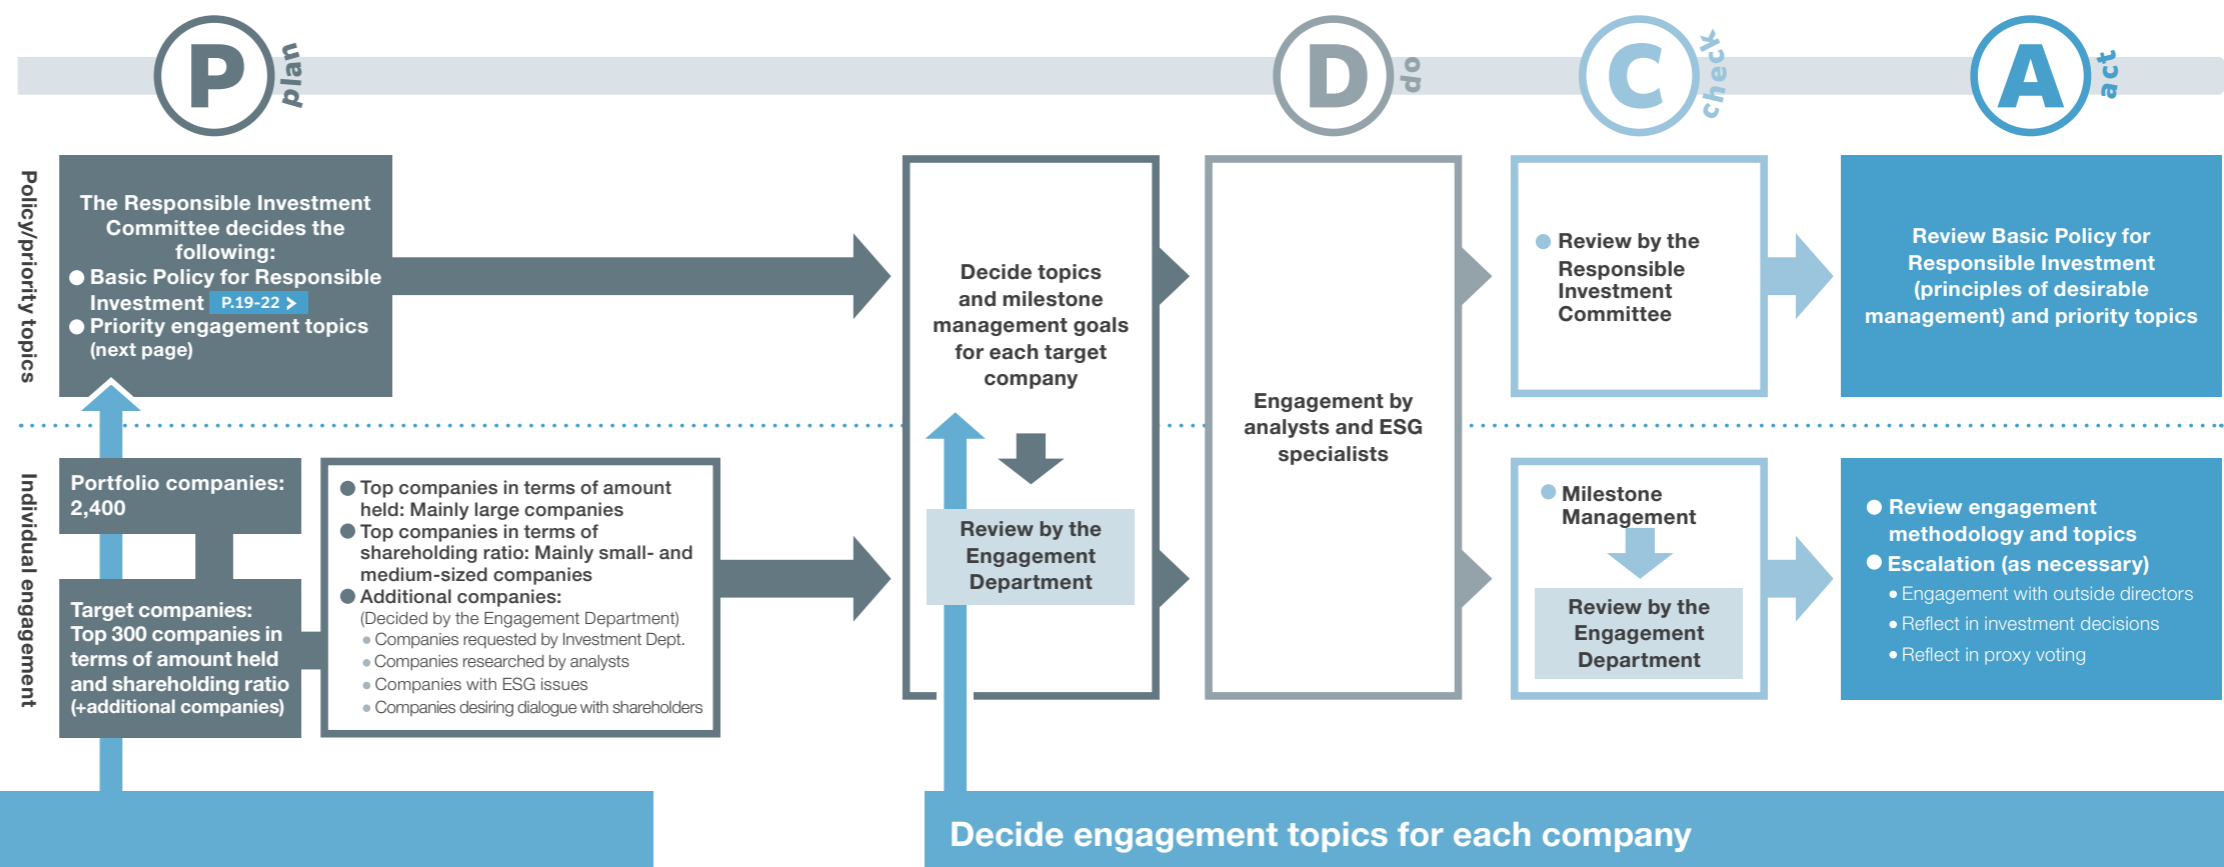 P plan
D do
C check
A act
Policy/priority topics
The Responsible Investment
Committee decides the
following:
● Basic Policy for Responsible
Investment P.19-22 >
● Priority engagement topics
(next page)
Decide topics
and milestone
management goals
for each target
company
Review by the
Engagement
Department
Engagement by
analysts and ESG
specialists
● Review by the
Responsible
Investment
Committee
Review Basic Policy for
Responsible Investment
(principles of desirable
management) and priority topics
Individual engagement
Portfolio companies:
2,400
Target companies:
Top 300 companies in
terms of amount held
and shareholding ratio
(+additional companies)
● Top companies in terms of amount
held: Mainly large companies
● Top companies in terms of
shareholding ratio: Mainly small- and
medium-sized companies
● Additional companies:
(Decided by the Engagement Department)
● Companies requested by Investment Dept.
● Companies researched by analysts
● Companies with ESG issues
● Companies desiring dialogue with shareholders
● Milestone
Management
Review by the
Engagement
Department
● Review engagement
methodology and topics
● Escalation (as necessary)
● Engagement with outside directors
● Reflect in investment decisions
● Reflect in proxy voting
Decide engagement topics for each company